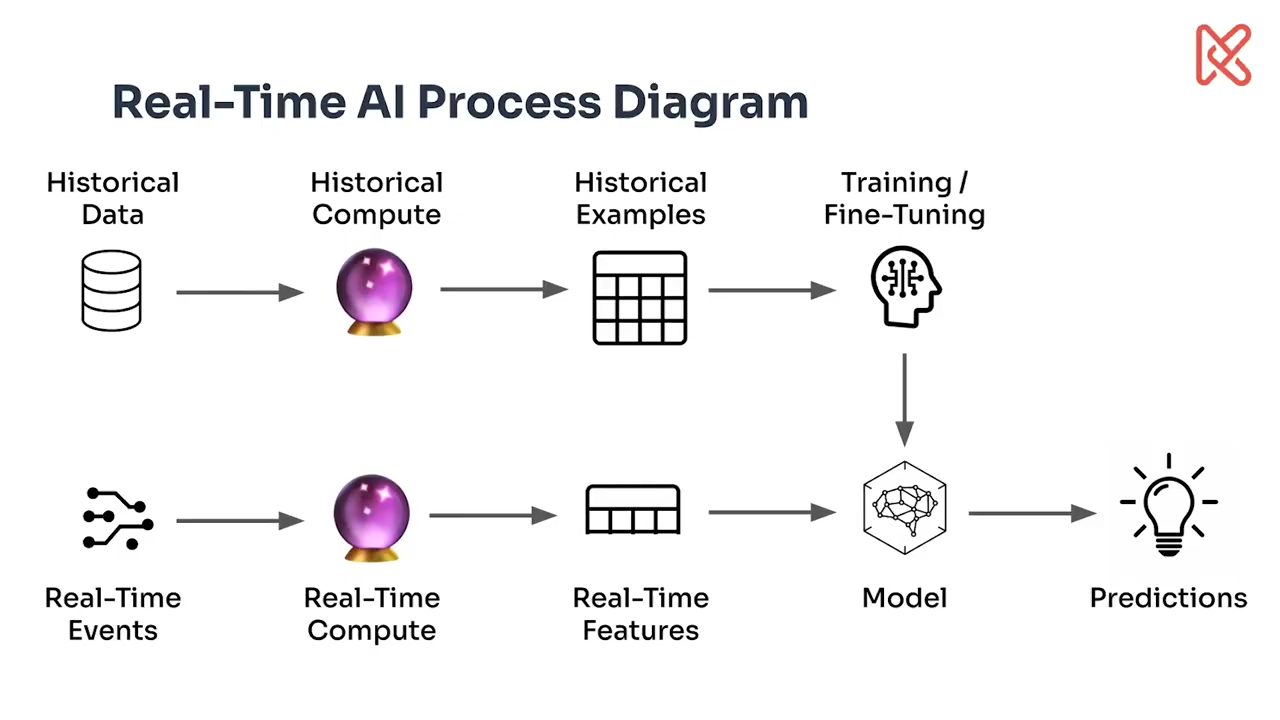 Real-Time AI Process Diagram
Historical
Data
Historical
Compute
Historical
Examples
Training /
Fine-Tuning
Real-Time
Events
Real-Time
Compute
Real-Time
Features
Model
Predictions